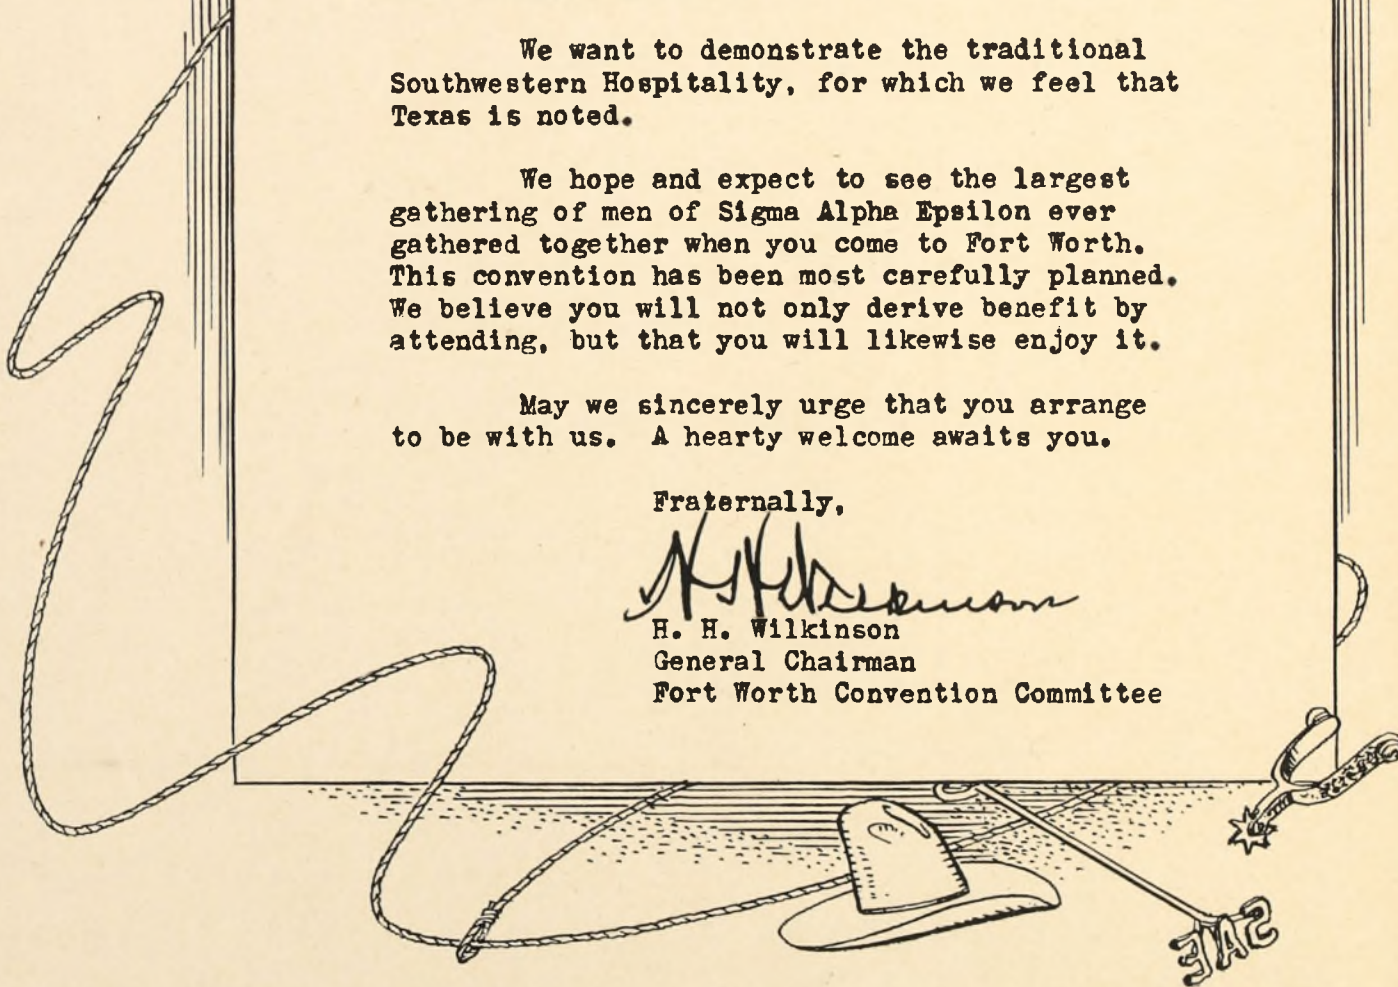 We want to demonstrate the traditional
Southwestern Hospitality, for which we feel that
Texas is noted.
We hope and expect to see the largest
gathering of men of Sigma Alpha Epsilon ever
gathered together when you come to Fort Worth.
This convention has been most carefully planned.
We believe you will not only derive benefit by
attending, but that you will likewise enjoy it.
May we sincerely urge that you arrange
to be with us. A hearty welcome awaits you.
Fraternally,
H H Wilkinson
H. H. Wilkinson
General Chairman
Fort Worth Convention Committee
SAE